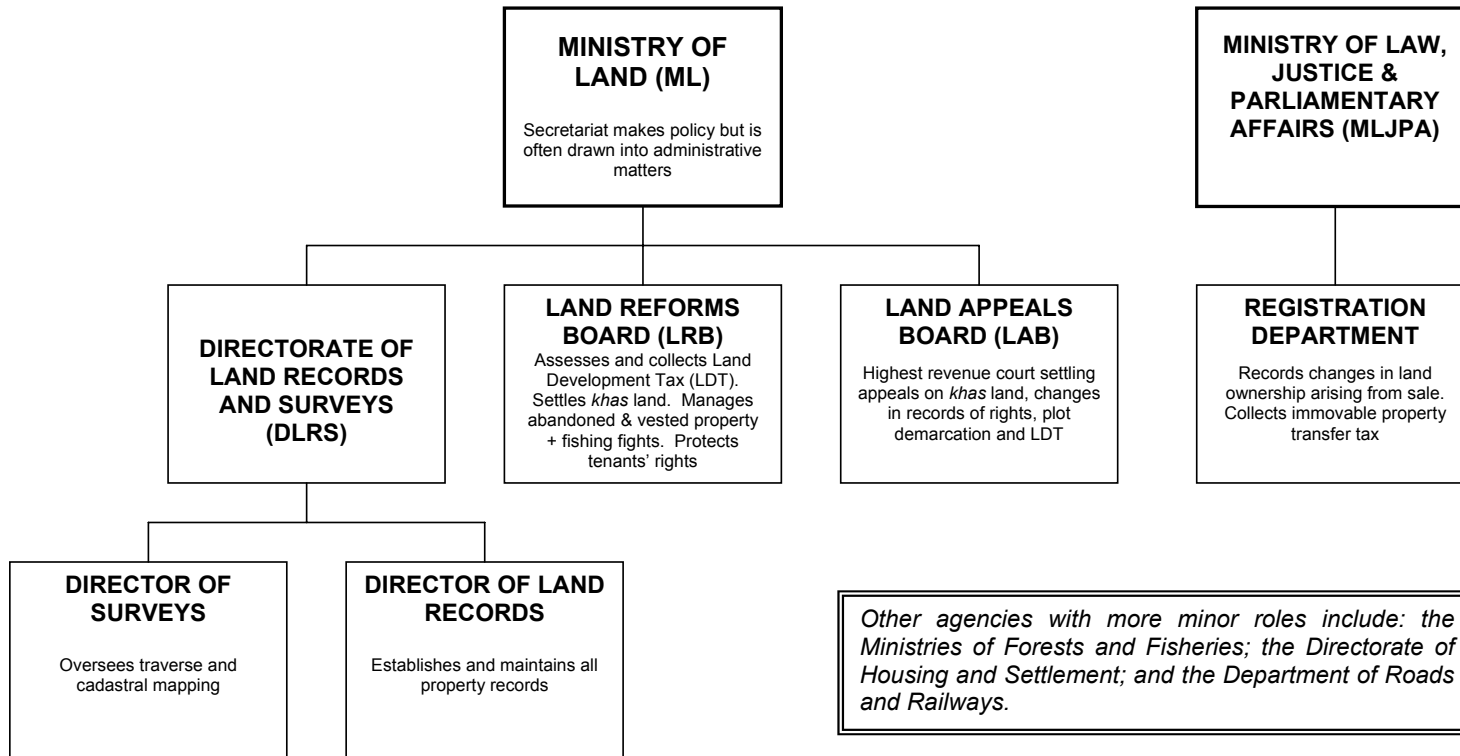 MINISTRY OF
LAND (ML)
Secretariat makes policy but is
often drawn into administrative
matters
MINISTRY OF LAW,
JUSTICE &
PARLIAMENTARY
AFFAIRS (MLJPA)
DIRECTORATE OF
LAND RECORDS
AND SURVEYS
(DLRS)
LAND REFORMS
BOARD (LRB)
Assesses and collects Land
Development Tax (LDT).
Settles khas land. Manages
abandoned & vested property
+ fishing fights. Protects
tenants’ rights
LAND APPEALS
BOARD (LAB)
Highest revenue court settling
appeals on khas land, changes
in records of rights, plot
demarcation and LDT
REGISTRATION
DEPARTMENT
Records changes in land
ownership arising from sale.
Collects immovable property
transfer tax
DIRECTOR OF
SURVEYS
Oversees traverse and
cadastral mapping
DIRECTOR OF LAND
RECORDS
Establishes and maintains all
property records
Other agencies with more minor roles include: the
Ministries of Forests and Fisheries; the Directorate of
Housing and Settlement; and the Department of Roads
and Railways.